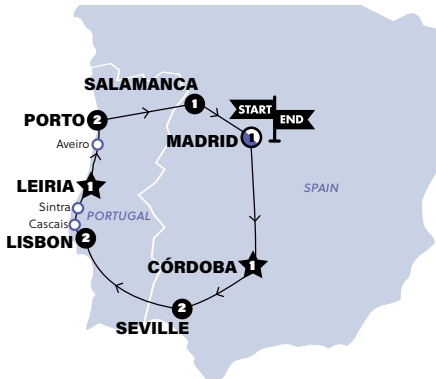 SALAMANCA
1
START
END
PORTO
2
MADRID
1
Aveiro
LEIRIA
1
SPAIN
Sintra
PORTUGAL
Cascais
LISBON
2
CÓRDOBA
1
SEVILLE
2